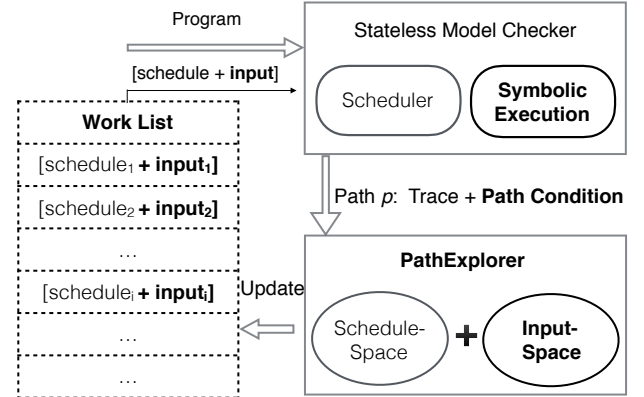 Program
Stateless Model Checker
[schedule + input]
Scheduler
Symbolic
Execution
Work List
[schedule₁ + input₁]
[schedule₂ + input₂]
...
[scheduleᵢ + inputᵢ]
...
...
Path p: Trace + Path Condition
PathExplorer
Update
Schedule-
Space
+
Input-
Space